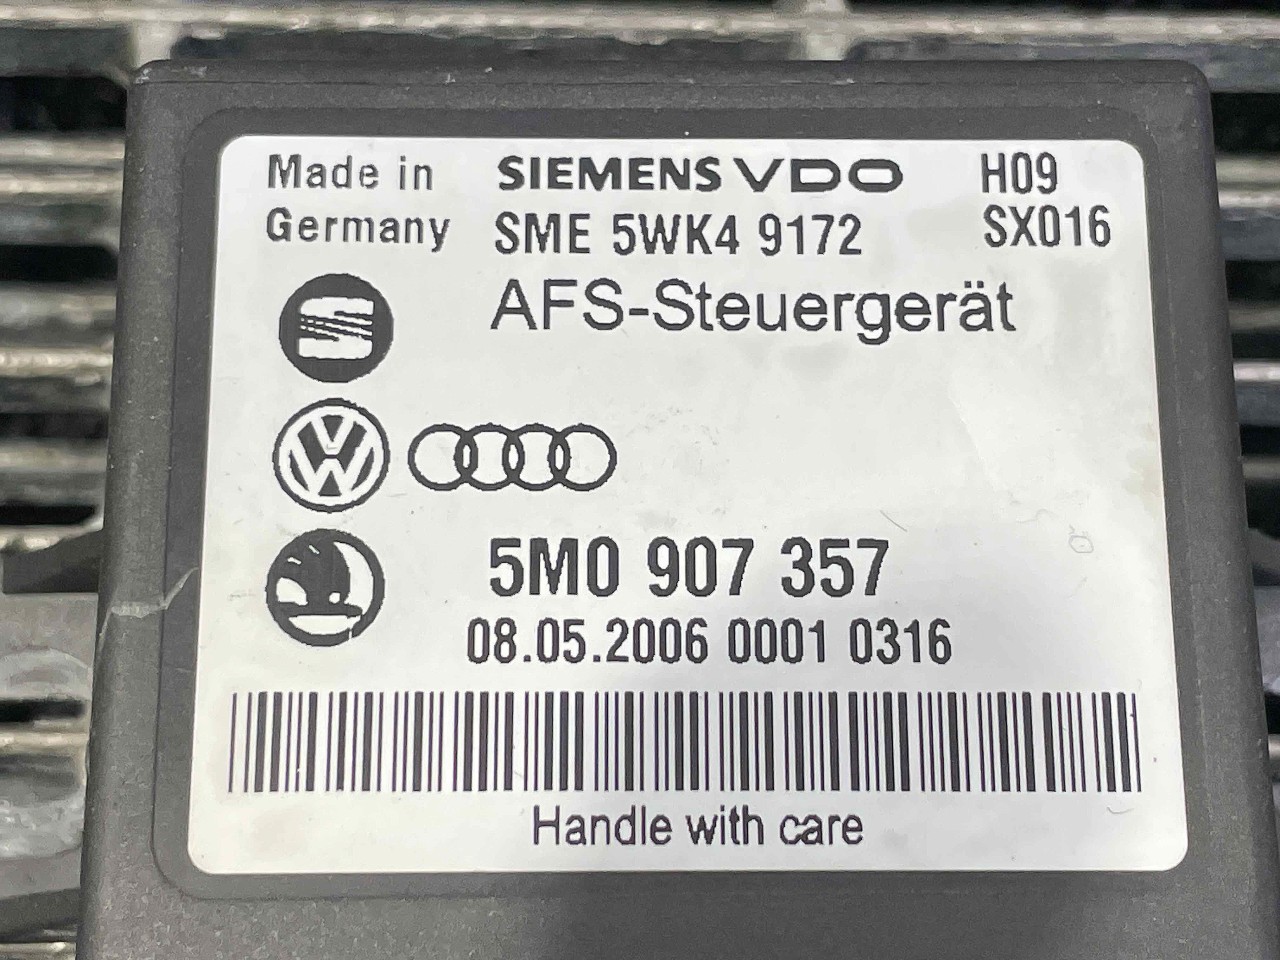 Made in
Germany
SIEMENS VDO
SME 5WK4 9172
H09
SX016
AFS-Steuergerät
5M0 907 357
08.05.2006 0001 0316
Handle with care